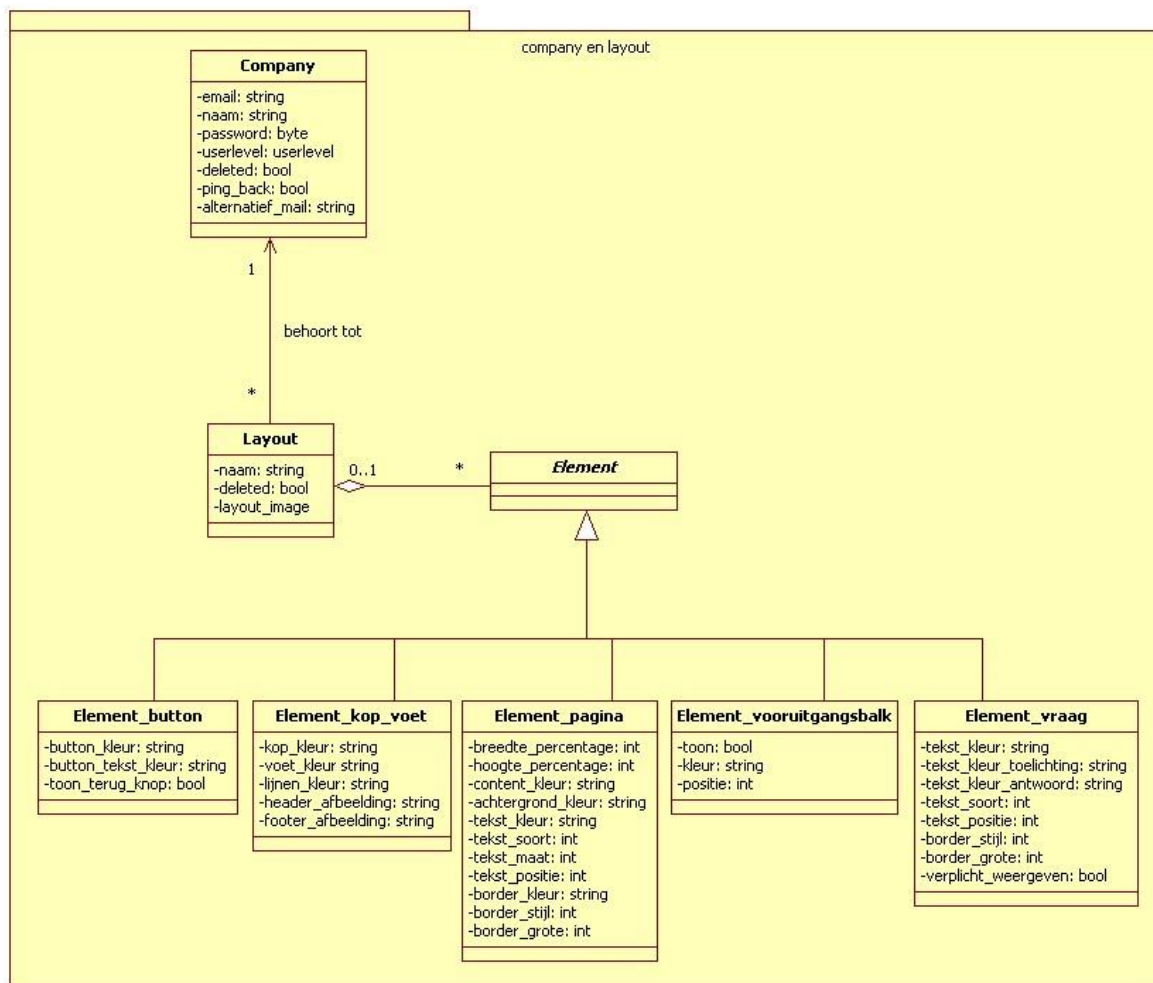 company en layout
Company
-email: string
-naam: string
-password: byte
-userlevel: userlevel
-deleted: bool
-ping_back: bool
-alternatief_mail: string
1
behoort tot
*
Layout
-naam: string
-deleted: bool
-layout_image
0..1
*
Element
Element_button
-button_kleur: string
-button_tekst_kleur: string
-toon_terug_knop: bool
Element_kop_voet
-kop_kleur: string
-voet_kleur string
-lijnen_kleur: string
-header_afbeelding: string
-footer_afbeelding: string
Element_pagina
-breedte_percentage: int
-hoogte_percentage: int
-content_kleur: string
-achtergrond_kleur: string
-tekst_kleur: string
-tekst_soort: int
-tekst_maat: int
-tekst_positie: int
-border_kleur: string
-border_stijl: int
-border_grote: int
Element_vooruitgangsbalk
-toon: bool
-kleur: string
-positie: int
Element_vraag
-tekst_kleur: string
-tekst_kleur_toelichting: string
-tekst_kleur_antwoord: string
-tekst_soort: int
-tekst_positie: int
-border_stijl: int
-border_grote: int
-verplicht_weergeven: bool